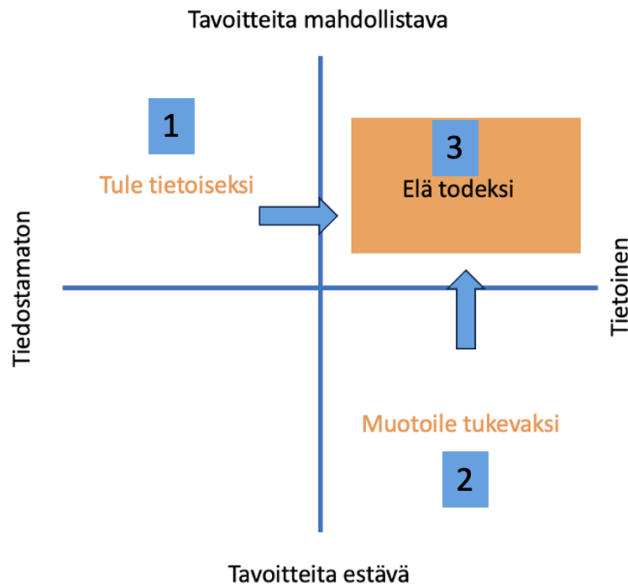 Tavoitteita mahdollistava
1
Tule tietoiseksi
3
Elä todeksi
Tiedostamaton
Tietoinen
Muotoile tukevaksi
2
Tavoitteita estävä